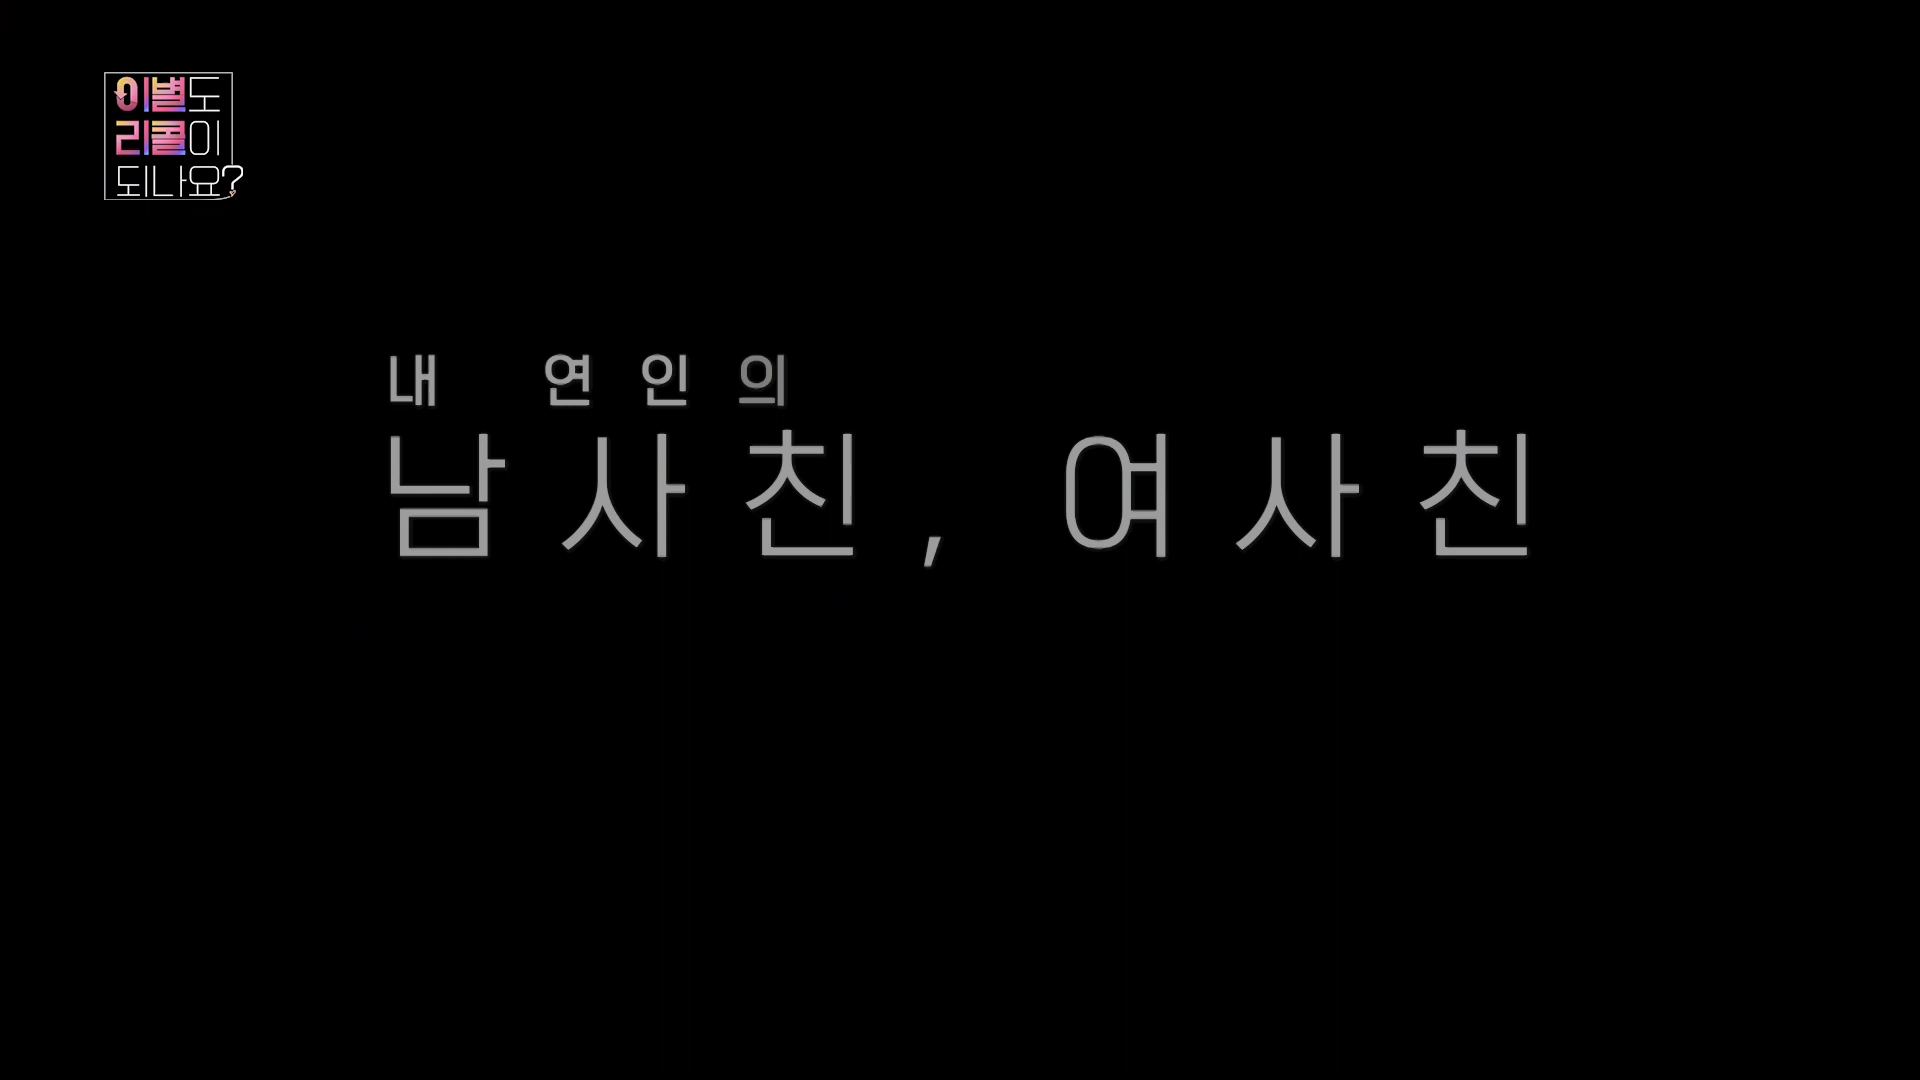 이별도
리콜이
되나요?
내 연인의
남사친, 여사친